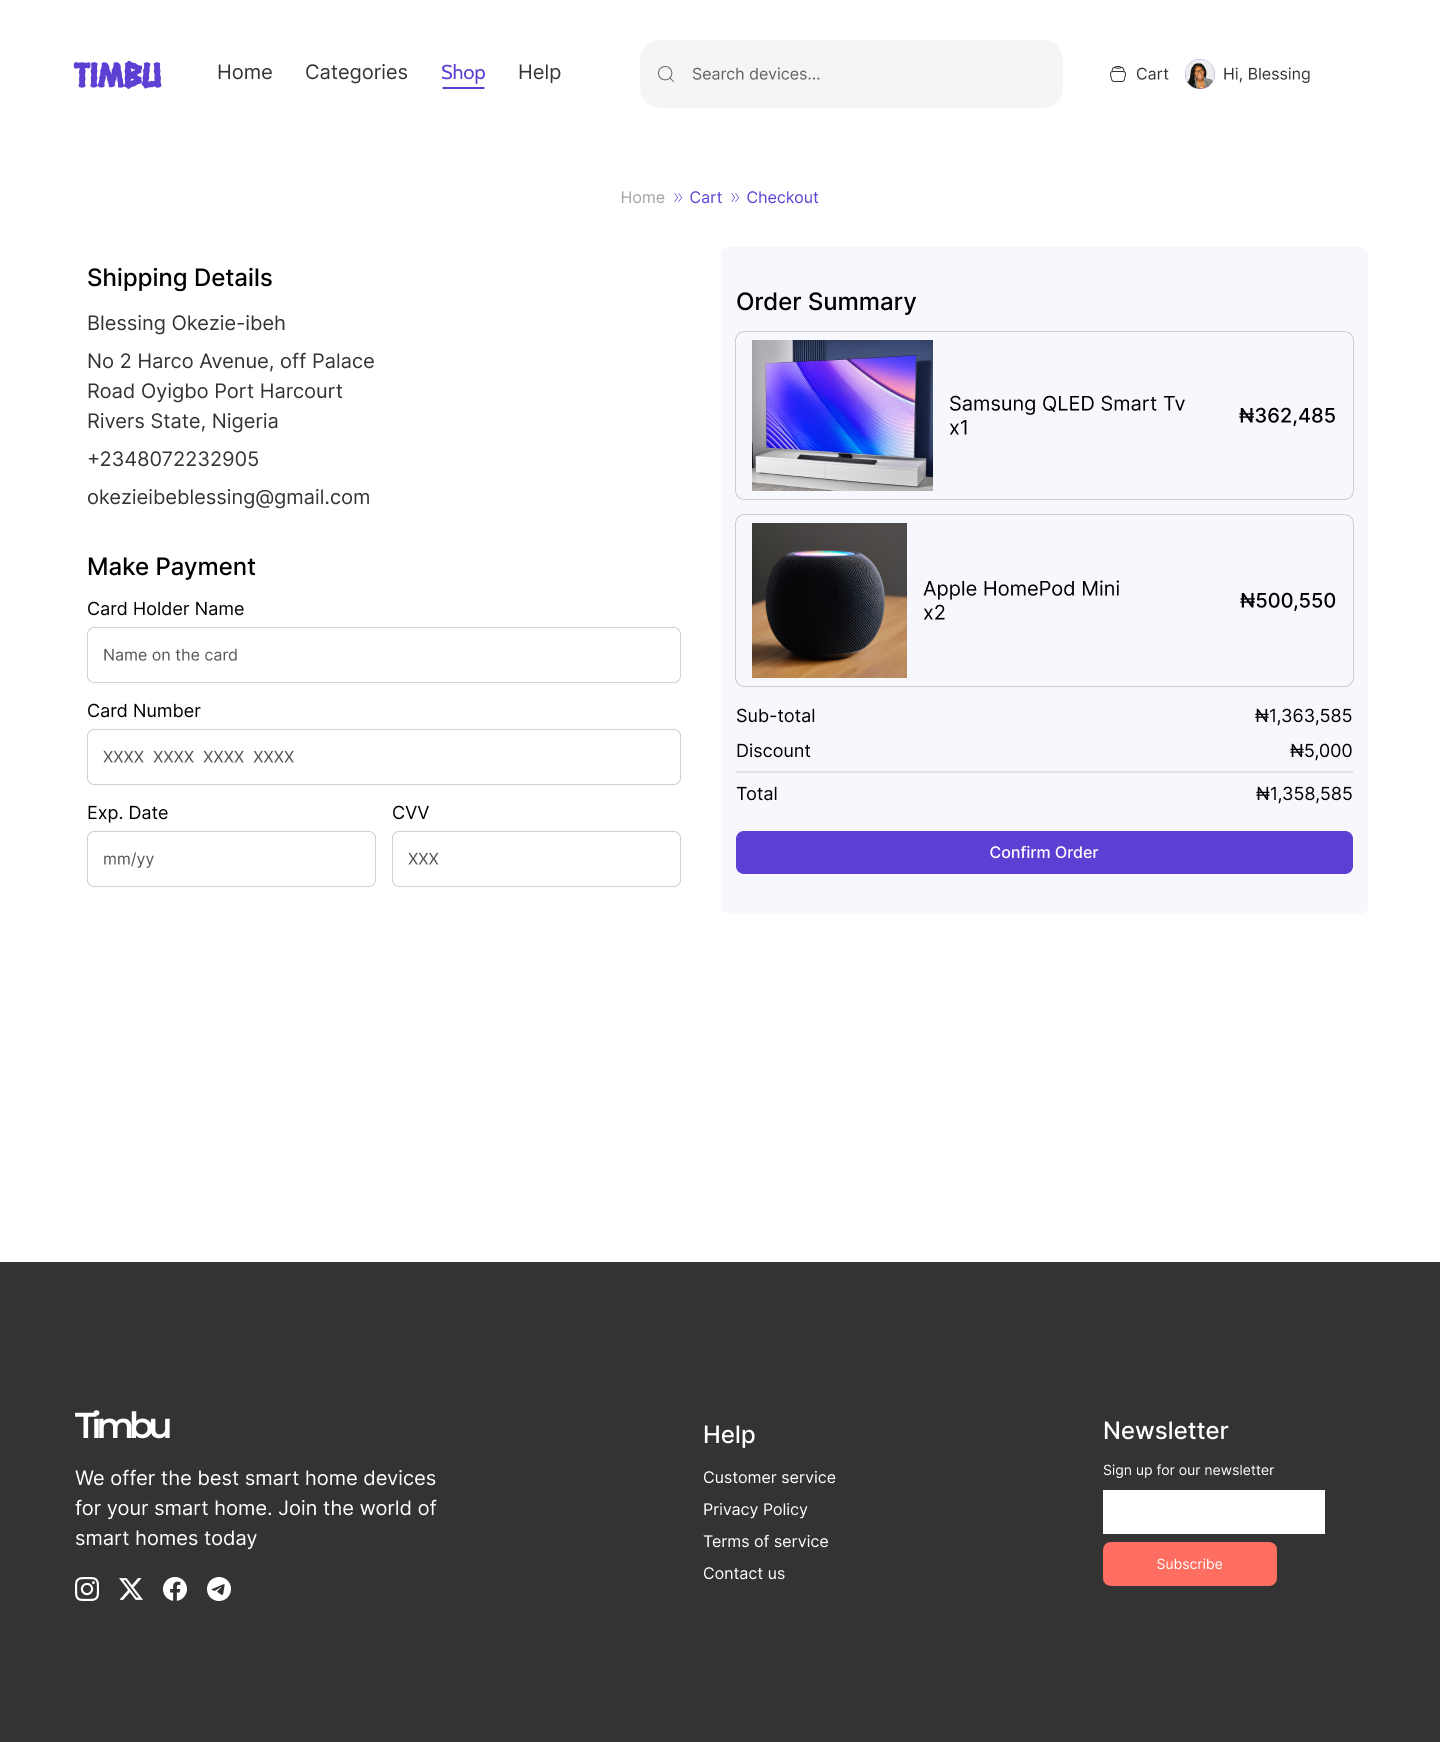 TIMBU
Home
Categories
Shop
Help
Search devices...
Cart
Hi, Blessing
Home » Cart » Checkout
Shipping Details
Blessing Okezie-ibeh
No 2 Harco Avenue, off Palace
Road Oyigbo Port Harcourt
Rivers State, Nigeria
+2348072232905
okezieibeblessing@gmail.com
Make Payment
Card Holder Name
Name on the card
Card Number
XXXX XXXX XXXX XXXX
Exp. Date
CVV
mm/yy
XXX
Order Summary
Samsung QLED Smart Tv
x1
₦362,485
Apple HomePod Mini
x2
₦500,550
Sub-total
₦1,363,585
Discount
₦5,000
Total
₦1,358,585
Confirm Order
Timbu
We offer the best smart home devices
for your smart home. Join the world of
smart homes today
Help
Customer service
Privacy Policy
Terms of service
Contact us
Newsletter
Sign up for our newsletter
Subscribe